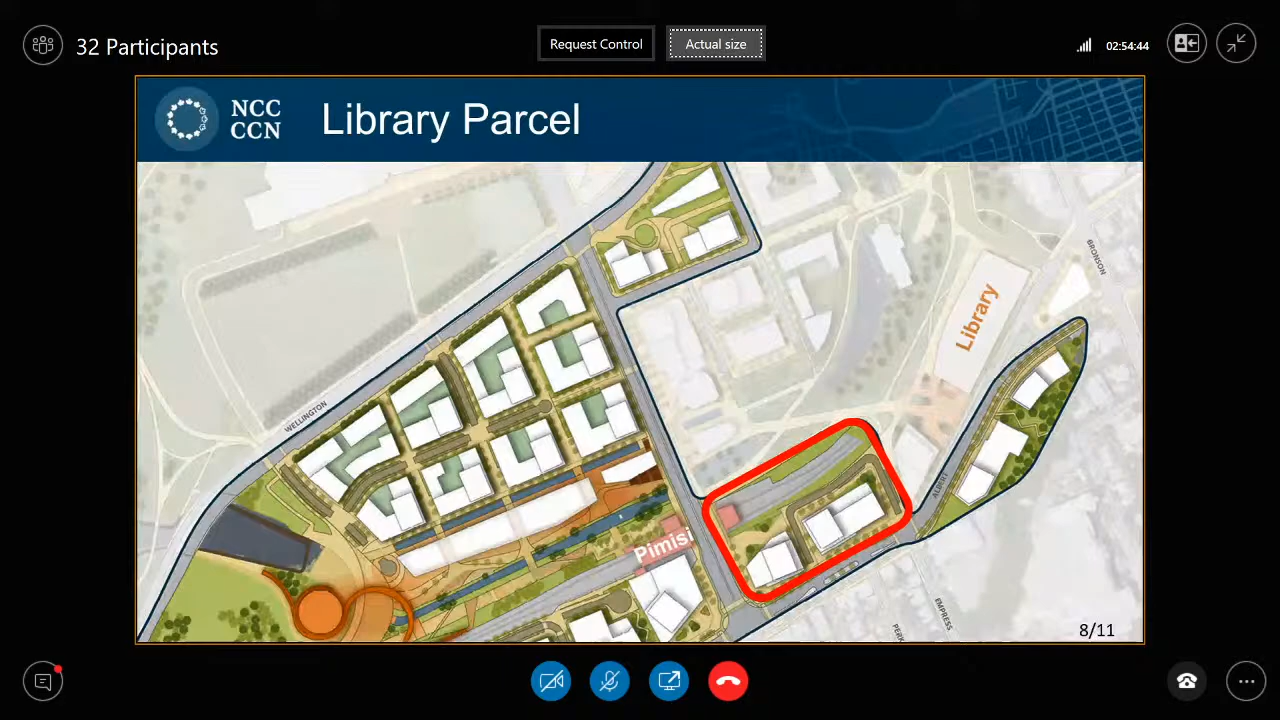 32 Participants
Request Control
Actual size
02:54:44
NCC
CCN
Library Parcel
BRONSON
Library
WELLINGTON
ALBERT
Pimisi
EMPRESS
8/11